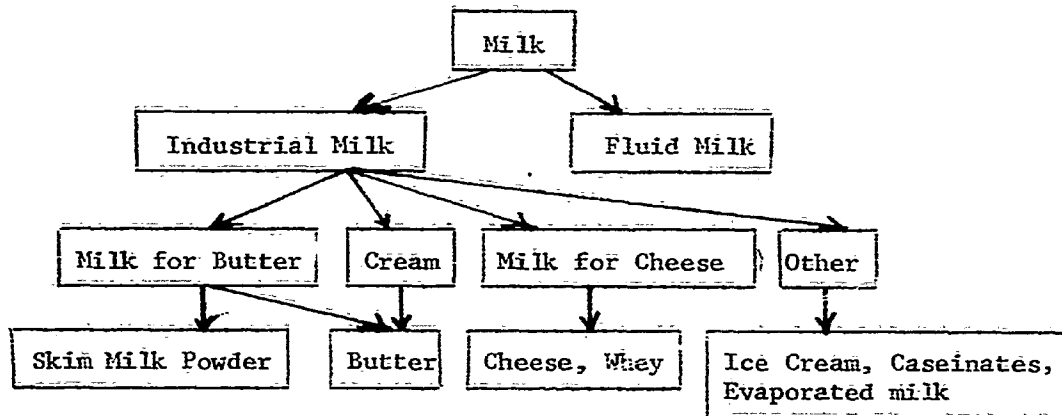 Milk
Industrial Milk
Fluid Milk
Milk for Butter
Cream
Milk for Cheese
Other
Skim Milk Powder
Butter
Cheese, Whey
Ice Cream, Caseinates,
Evaporated milk